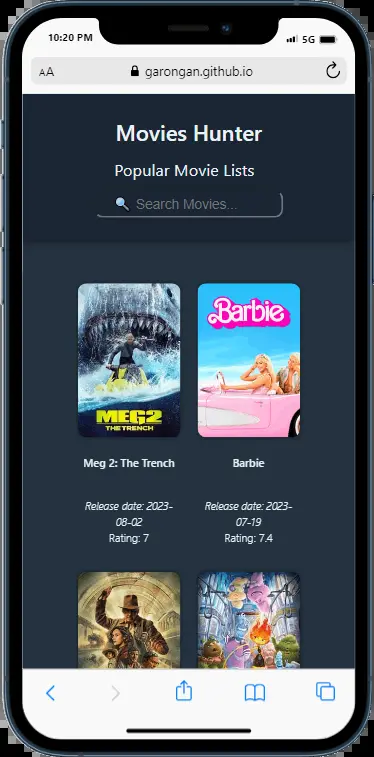 10:20 PM
5G
AA
garongan.github.io
Movies Hunter
Popular Movie Lists
🔍 Search Movies...
MEG2
THE TRENCH
Barbie
Meg 2: The Trench
Barbie
Release date: 2023-
08-02
Rating: 7
Release date: 2023-
07-19
Rating: 7.4